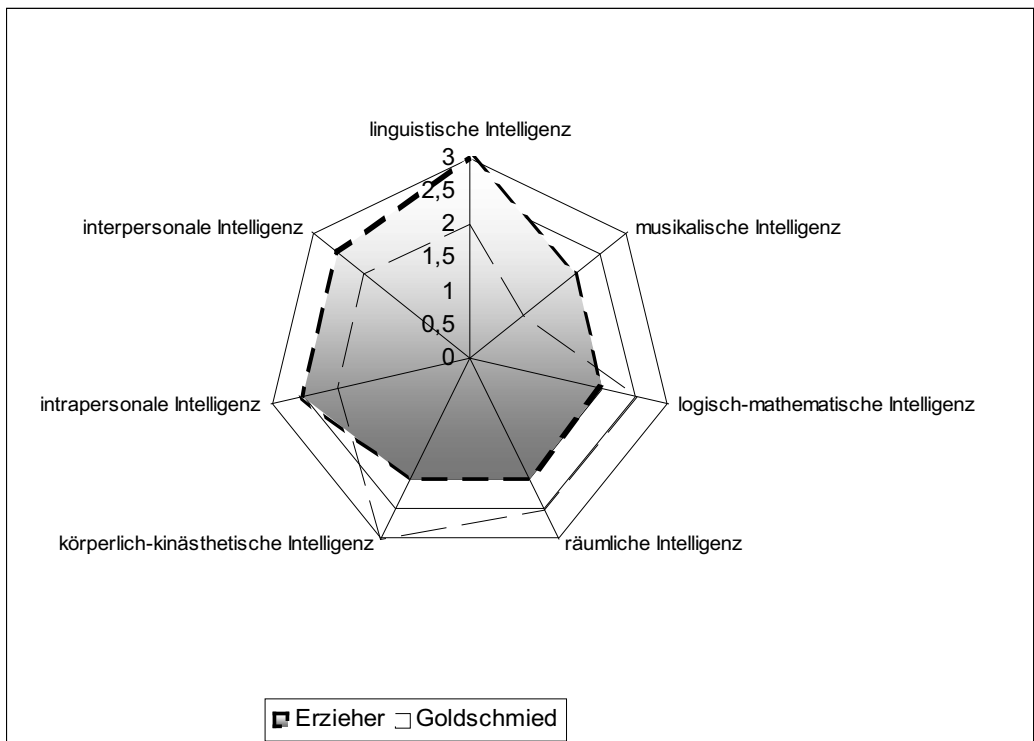 linguistische Intelligenz
3
2,5
2
1,5
1
0,5
0
interpersonale Intelligenz
musikalische Intelligenz
intrapersonale Intelligenz
logisch-mathematische Intelligenz
körperlich-kinästhetische Intelligenz
räumliche Intelligenz
Erzieher Goldschmied